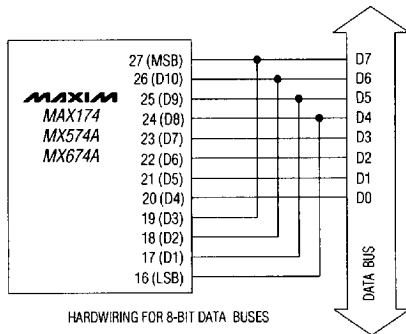 MAXIM
MAX174
MX574A
MX674A
27 (MSB)
26 (D10)
25 (D9)
24 (D8)
23 (D7)
22 (D6)
21 (D5)
20 (D4)
19 (D3)
18 (D2)
17 (D1)
16 (LSB)
D7
D6
D5
D4
D3
D2
D1
D0
DATA BUS
HARDWIRING FOR 8-BIT DATA BUSES